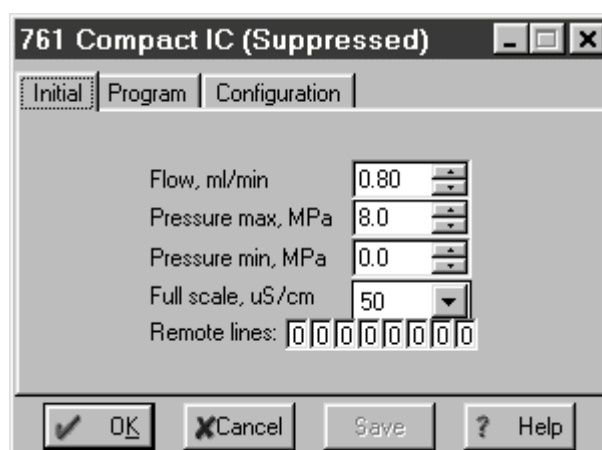 761 Compact IC (Suppressed)
Initial Program Configuration
Flow, ml/min 0.80
Pressure max, MPa 8.0
Pressure min, MPa 0.0
Full scale, uS/cm 50
Remote lines: 0 0 0 0 0 0 0 0
OK Cancel Save ? Help